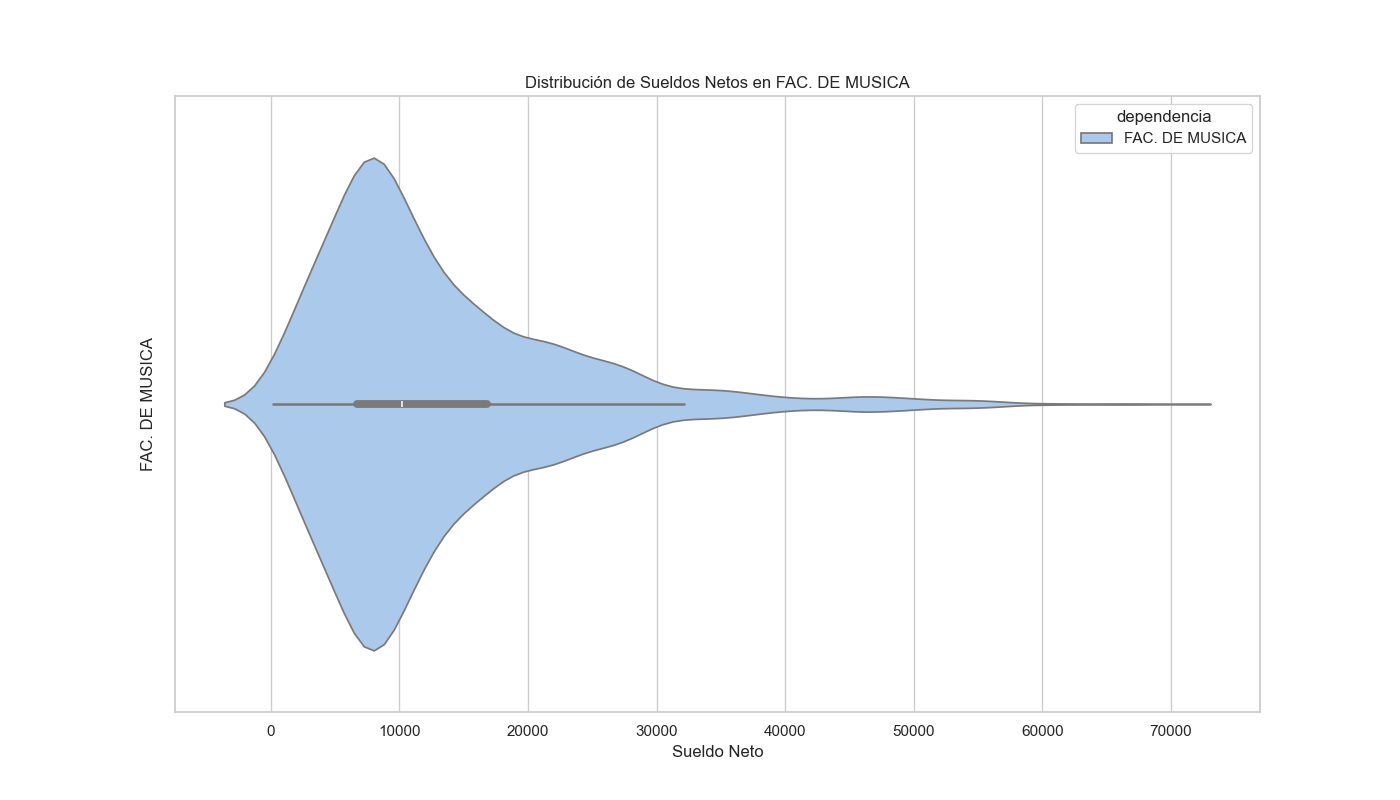 Distribución de Sueldos Netos en FAC. DE MUSICA
dependencia
FAC. DE MUSICA
FAC. DE MUSICA
0 10000 20000 30000 40000 50000 60000 70000
Sueldo Neto